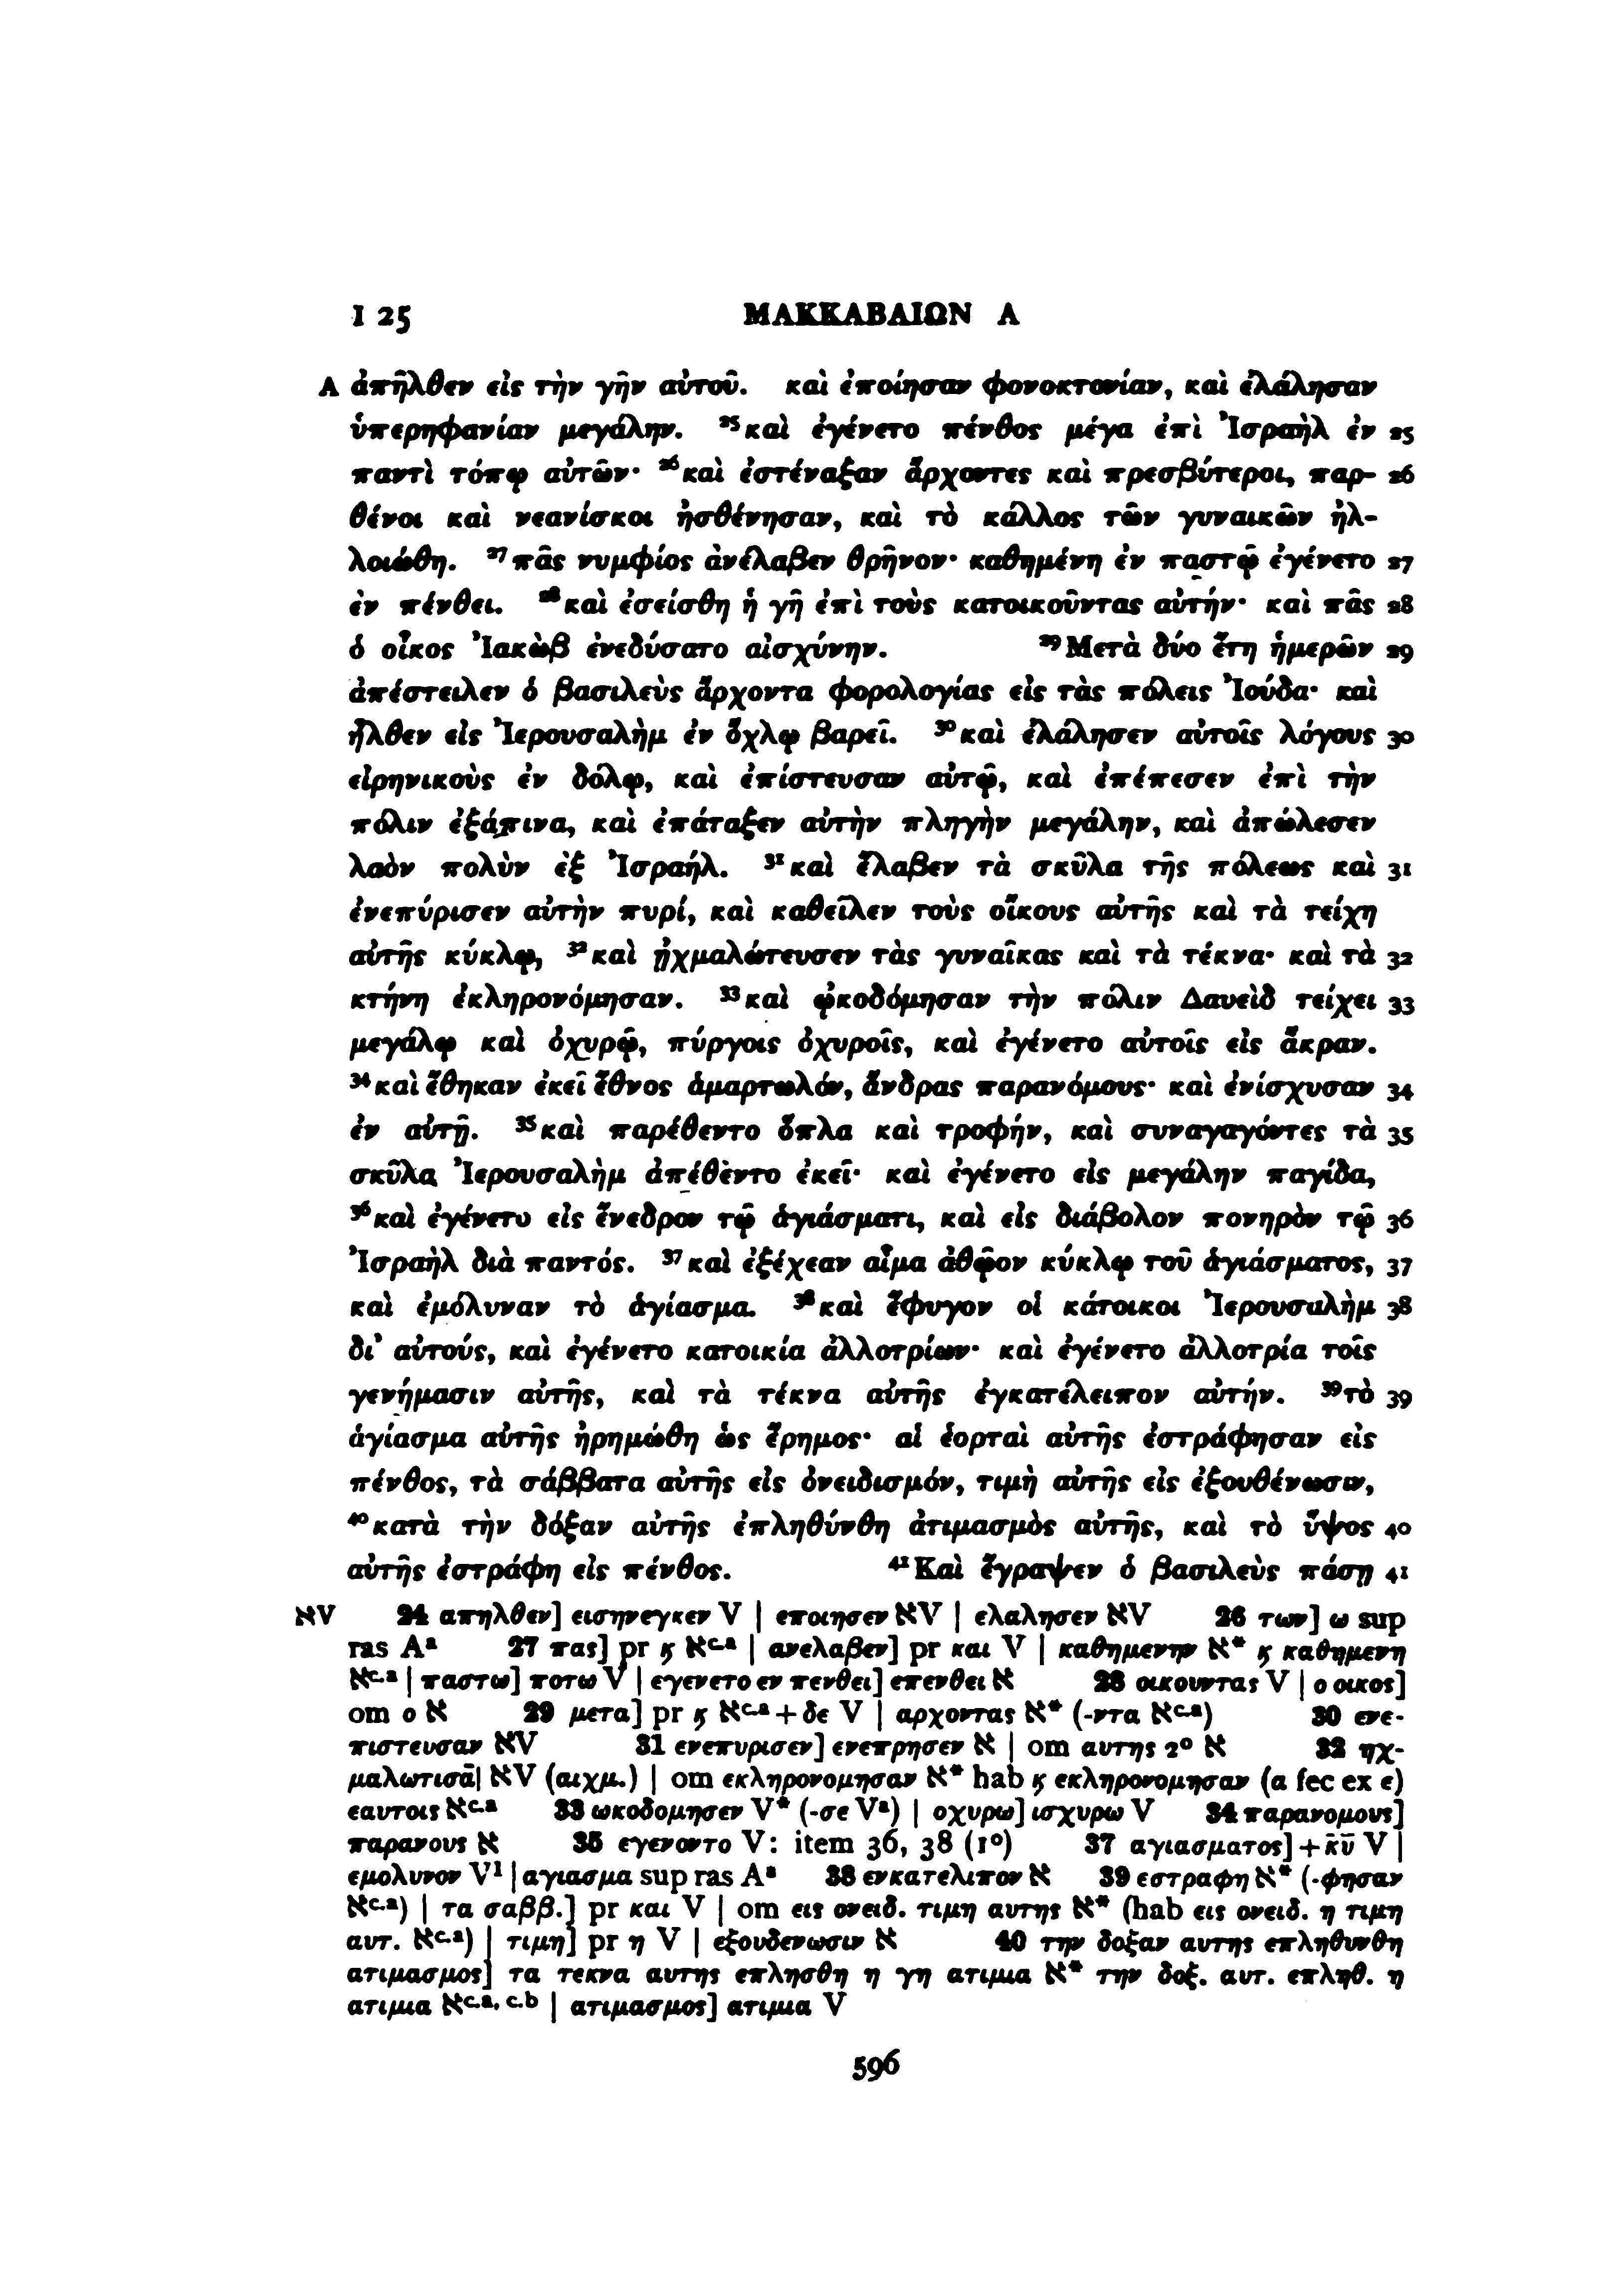 I 25 ΜΑΚΚΑΒΑΙΩΝ Α
A ἀπῆλθεν εἰς τὴν γῆν αὐτοῦ. καὶ ἐποίησαν φονοκτονίαν, καὶ ἐλάλησαν
ὑπερηφανίαν μεγάλην. ²⁵καὶ ἐγένετο πένθος μέγα ἐπὶ Ἰσραὴλ ἐν 25
παντὶ τόπῳ αὐτῶν· ²⁶καὶ ἐστέναξαν ἄρχοντες καὶ πρεσβύτεροι, παρ- 26
θένοι καὶ νεανίσκοι ἠσθένησαν, καὶ τὸ κάλλος τῶν γυναικῶν ἠλ-
λοιώθη. ²⁷πᾶς νυμφίος ἀνέλαβεν θρῆνον· καθημένη ἐν παστῷ ἐγένετο 27
ἐν πένθει. ²⁸καὶ ἐσείσθη ἡ γῆ ἐπὶ τοὺς κατοικοῦντας αὐτήν· καὶ πᾶς 28
ὁ οἶκος Ἰακὼβ ἐνεδύσατο αἰσχύνην. ²⁹Μετὰ δύο ἔτη ἡμερῶν 29
ἀπέστειλεν ὁ βασιλεὺς ἄρχοντα φορολογίας εἰς τὰς πόλεις Ἰούδα· καὶ
ἦλθεν εἰς Ἰερουσαλὴμ ἐν ὄχλῳ βαρεῖ. ³⁰καὶ ἐλάλησεν αὐτοῖς λόγους 30
εἰρηνικοὺς ἐν δόλῳ, καὶ ἐπίστευσαν αὐτῷ, καὶ ἐπέπεσεν ἐπὶ τὴν
πόλιν ἐξάπινα, καὶ ἐπάταξεν αὐτὴν πληγὴν μεγάλην, καὶ ἀπώλεσεν
λαὸν πολὺν ἐξ Ἰσραήλ. ³¹καὶ ἔλαβεν τὰ σκῦλα τῆς πόλεως καὶ 31
ἐνεπύρισεν αὐτὴν πυρί, καὶ καθεῖλεν τοὺς οἴκους αὐτῆς καὶ τὰ τείχη
αὐτῆς κύκλῳ, ³²καὶ ᾐχμαλώτευσεν τὰς γυναῖκας καὶ τὰ τέκνα· καὶ τὰ 32
κτήνη ἐκληρονόμησαν. ³³καὶ ᾠκοδόμησαν τὴν πόλιν Δαυεὶδ τείχει 33
μεγάλῳ καὶ ὀχυρῷ, πύργοις ὀχυροῖς, καὶ ἐγένετο αὐτοῖς εἰς ἄκραν.
³⁴καὶ ἔθηκαν ἐκεῖ ἔθνος ἁμαρτωλόν, ἄνδρας παρανόμους· καὶ ἐνίσχυσαν 34
ἐν αὐτῇ. ³⁵καὶ παρέθεντο ὅπλα καὶ τροφήν, καὶ συναγαγόντες τὰ 35
σκῦλα Ἰερουσαλὴμ ἀπέθεντο ἐκεῖ· καὶ ἐγένετο εἰς μεγάλην παγίδα,
³⁶καὶ ἐγένετο εἰς ἔνεδρον τῷ ἁγιάσματι, καὶ εἰς διάβολον πονηρὸν τῷ 36
Ἰσραὴλ διὰ παντός. ³⁷καὶ ἐξέχεαν αἷμα ἀθῷον κύκλῳ τοῦ ἁγιάσματος, 37
καὶ ἐμόλυναν τὸ ἁγίασμα. ³⁸καὶ ἔφυγον οἱ κάτοικοι Ἰερουσαλὴμ 38
δι᾽ αὐτούς, καὶ ἐγένετο κατοικία ἀλλοτρίων· καὶ ἐγένετο ἀλλοτρία τοῖς
γενήμασιν αὐτῆς, καὶ τὰ τέκνα αὐτῆς ἐγκατέλειπον αὐτήν. ³⁹τὸ 39
ἁγίασμα αὐτῆς ἠρημώθη ὡς ἔρημος· αἱ ἑορταὶ αὐτῆς ἐστράφησαν εἰς
πένθος, τὰ σάββατα αὐτῆς εἰς ὀνειδισμόν, τιμὴ αὐτῆς εἰς ἐξουθένωσιν,
⁴⁰κατὰ τὴν δόξαν αὐτῆς ἐπληθύνθη ἀτιμασμὸς αὐτῆς, καὶ τὸ ὕψος 40
αὐτῆς ἐστράφη εἰς πένθος. ⁴¹Καὶ ἔγραψεν ὁ βασιλεὺς πάσῃ 41
אV 24 απηλθεν] εισηνεγκεν V | εποιησεν אV | ελαλησεν אV 26 των] ω sup
ras Aᵃ 27 πας] pr ϗ אᶜ·ᵃ | ανελαβεν] pr και V | καθημενην א* ϗ καθημενη
אᶜ·ᵃ | παστω] ποτω V | εγενετο εν πενθει] επενθει א 28 οικουντας V | ο οικος]
om ο א 29 μετα] pr ϗ אᶜ·ᵃ + δε V | αρχοντας א* (-ντα אᶜ·ᵃ) 30 ενε-
πιστευσαν אV 31 ενεπυρισεν] ενεπρησεν א | om αυτης 2° א 32 ηχ-
μαλωτισα̅| אV (αιχμ.) | om εκληρονομησαν א* hab ϗ εκληρονομησαν (α fec ex ε)
εαυτοις אᶜ·ᵃ 33 ωκοδομησεν V* (-σε Vᵃ) | οχυρω] ισχυρω V 34 παρανομους]
παρανους א 35 εγενοντο V: item 36, 38 (1°) 37 αγιασματος] + κ̅υ̅ V |
εμολυνον V¹ | αγιασμα sup ras Aᵃ 38 ενκατελιπον א 39 εστραφη א* (-φησαν
אᶜ·ᵃ) | τα σαββ.] pr και V | om εις ονειδ. τιμη αυτης א* (hab εις ονειδ. η τιμη
αυτ. אᶜ·ᵃ) | τιμη] pr η V | εξουδενωσιν א 40 την δοξαν αυτης επληθυνθη
ατιμασμος] τα τεκνα αυτης επλησθη η γη ατιμια א* την δοξ. αυτ. επληθ. η
ατιμια אᶜ·ᵃ, ᶜ·ᵇ | ατιμασμος] ατιμια V
596